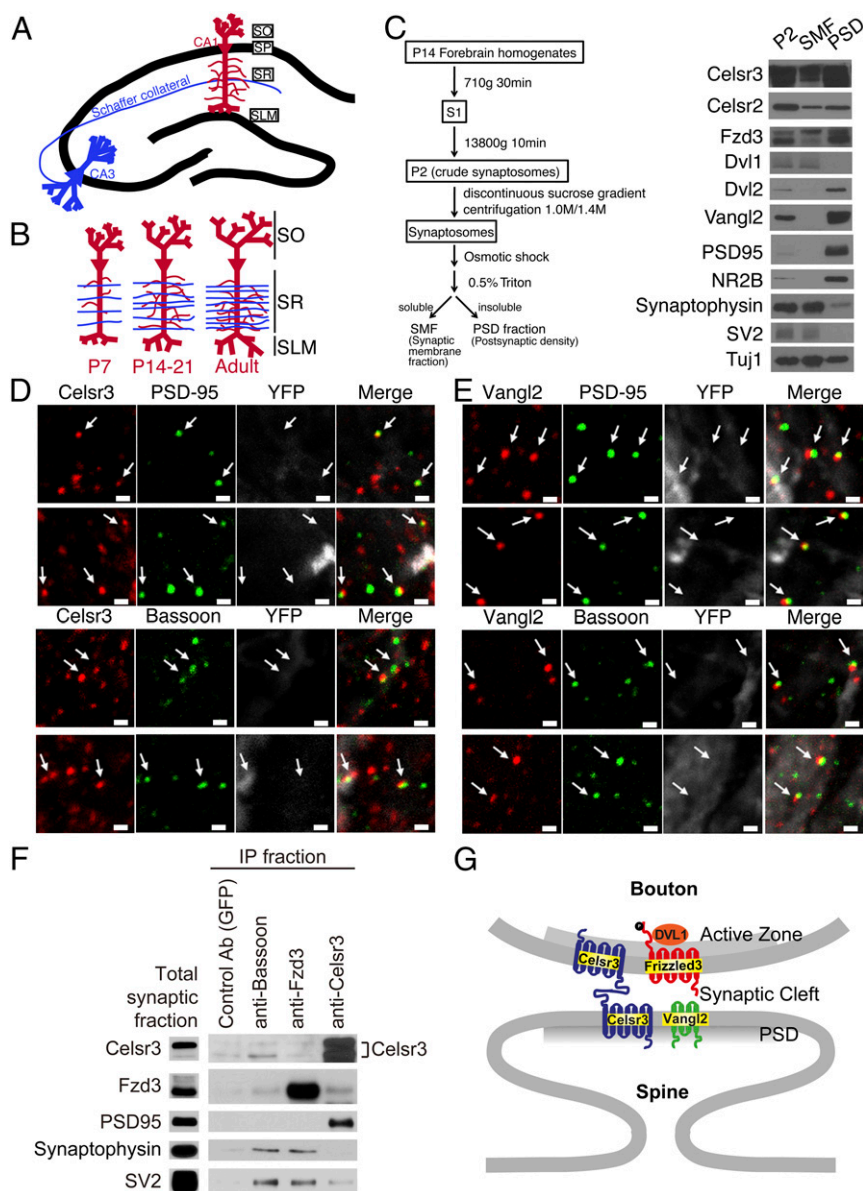 A
CA1
SO
SP
SR
SLM
Schaffer collateral
CA3
B
SO
SR
SLM
P7
P14-21
Adult
C
P14 Forebrain homogenates
710g 30min
S1
13800g 10min
P2 (crude synaptosomes)
discontinuous sucrose gradient
centrifugation 1.0M/1.4M
Synaptosomes
Osmotic shock
0.5% Triton
soluble
insoluble
SMF
(Synaptic
membrane
fraction)
PSD fraction
(Postsynaptic density)
P2
SMF
PSD
Celsr3
Celsr2
Fzd3
Dvl1
Dvl2
Vangl2
PSD95
NR2B
Synaptophysin
SV2
Tuj1
D
Celsr3 PSD-95 YFP Merge
Celsr3 Bassoon YFP Merge
E
Vangl2 PSD-95 YFP Merge
Vangl2 Bassoon YFP Merge
F
IP fraction
Total
synaptic
fraction
Control Ab (GFP)
anti-Bassoon
anti-Fzd3
anti-Celsr3
Celsr3
Celsr3
Fzd3
PSD95
Synaptophysin
SV2
G
Bouton
DVL1
Active Zone
Celsr3
Frizzled3
Synaptic Cleft
Celsr3
Vangl2
PSD
Spine